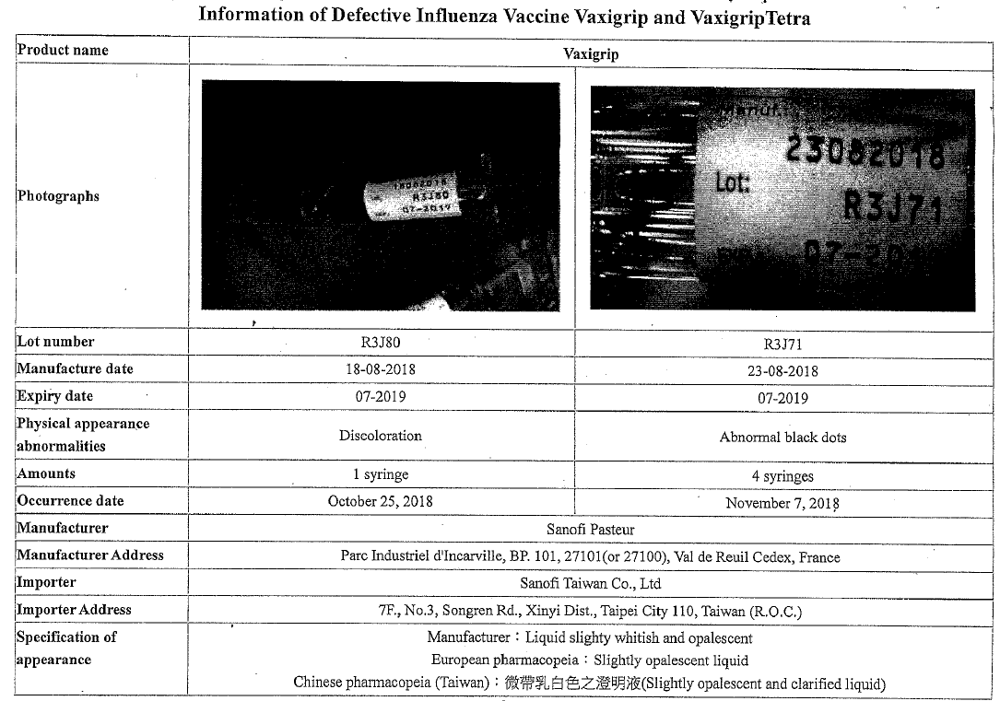 Information of Defective Influenza Vaccine Vaxigrip and VaxigripTetra
Product name
Vaxigrip
Photographs
18082018
R3J80
07-2019
Manuf.
23082018
Lot:
R3J71
Lot number
R3J80
R3J71
Manufacture date
18-08-2018
23-08-2018
Expiry date
07-2019
07-2019
Physical appearance
abnormalities
Discoloration
Abnormal black dots
Amounts
1 syringe
4 syringes
Occurrence date
October 25, 2018
November 7, 2018
Manufacturer
Sanofi Pasteur
Manufacturer Address
Parc Industriel d'Incarville, BP. 101, 27101(or 27100), Val de Reuil Cedex, France
Importer
Sanofi Taiwan Co., Ltd
Importer Address
7F., No.3, Songren Rd., Xinyi Dist., Taipei City 110, Taiwan (R.O.C.)
Specification of
appearance
Manufacturer：Liquid slighty whitish and opalescent
European pharmacopeia：Slightly opalescent liquid
Chinese pharmacopeia (Taiwan)：微帶乳白色之澄明液(Slightly opalescent and clarified liquid)